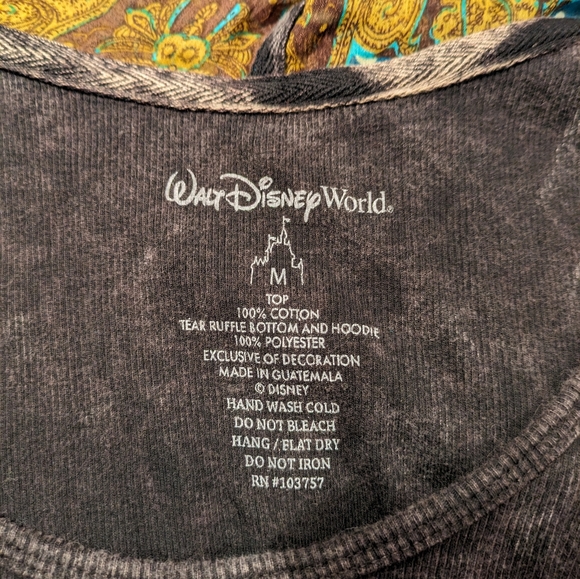 Walt Disney World®
M
TOP
100% COTTON
TEAR RUFFLE BOTTOM AND HOODIE
100% POLYESTER
EXCLUSIVE OF DECORATION
MADE IN GUATEMALA
© DISNEY
HAND WASH COLD
DO NOT BLEACH
HANG / FLAT DRY
DO NOT IRON
RN #103757